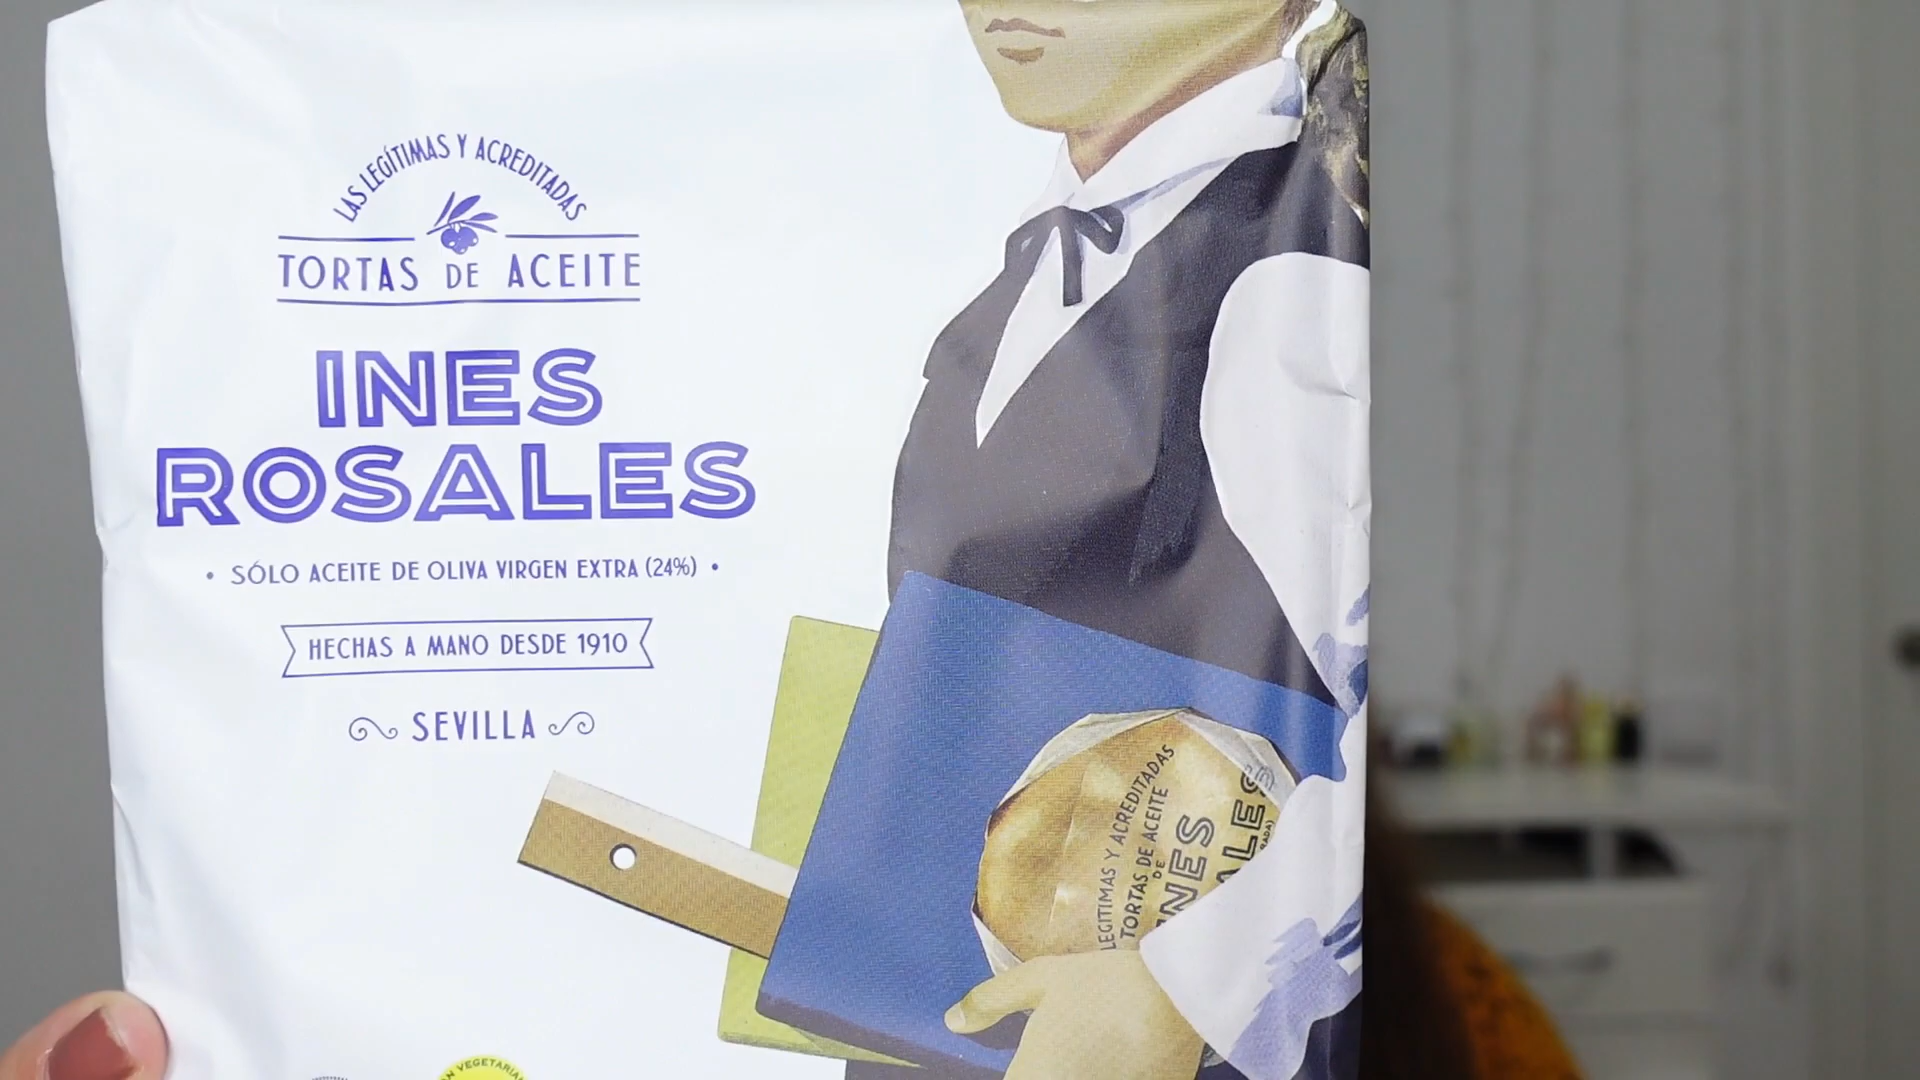 LAS LEGÍTIMAS Y ACREDITADAS
TORTAS DE ACEITE
INES
ROSALES
• SÓLO ACEITE DE OLIVA VIRGEN EXTRA (24%) •
HECHAS A MANO DESDE 1910
SEVILLA
LEGITIMAS Y ACREDITADAS
TORTAS DE ACEITE
DE
INES
VEGETARIAN